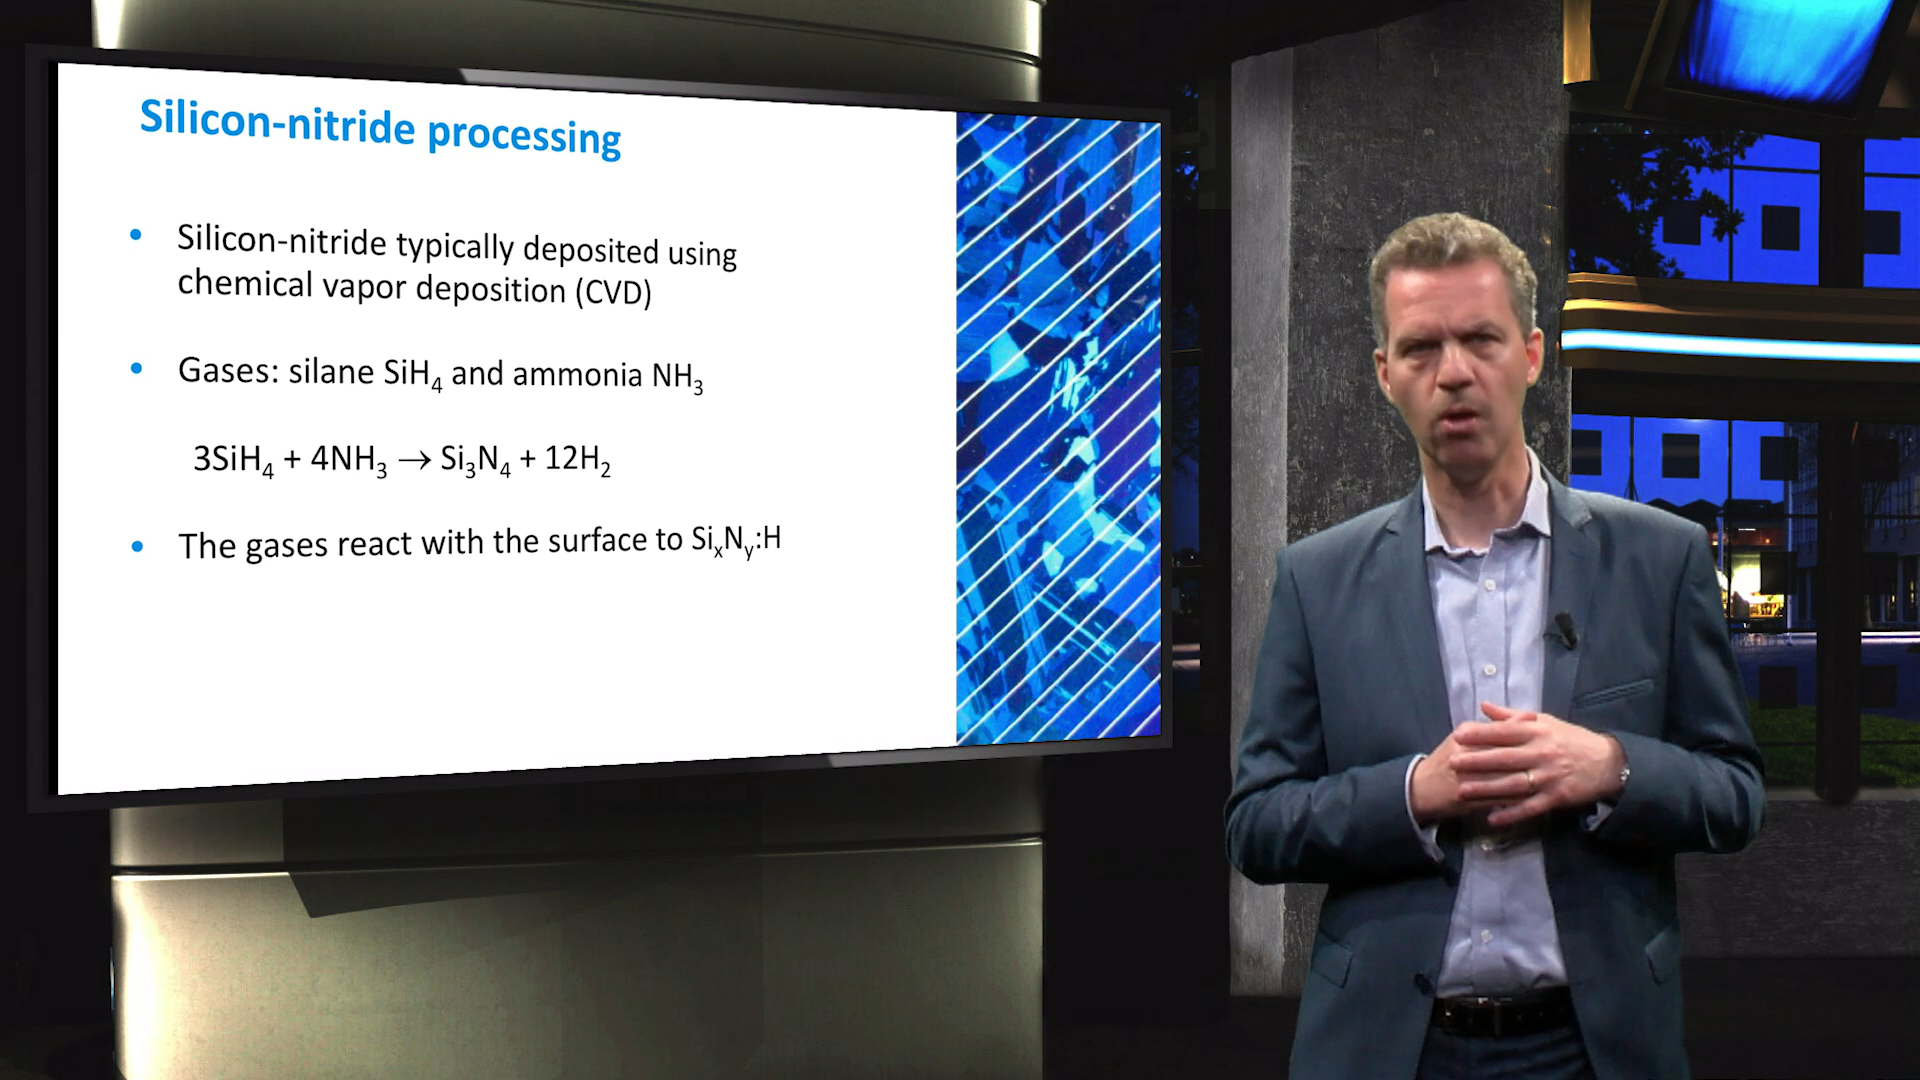 Silicon-nitride processing
• Silicon-nitride typically deposited using
chemical vapor deposition (CVD)
• Gases: silane SiH₄ and ammonia NH₃
3SiH₄ + 4NH₃ → Si₃N₄ + 12H₂
• The gases react with the surface to SiₓNᵧ:H